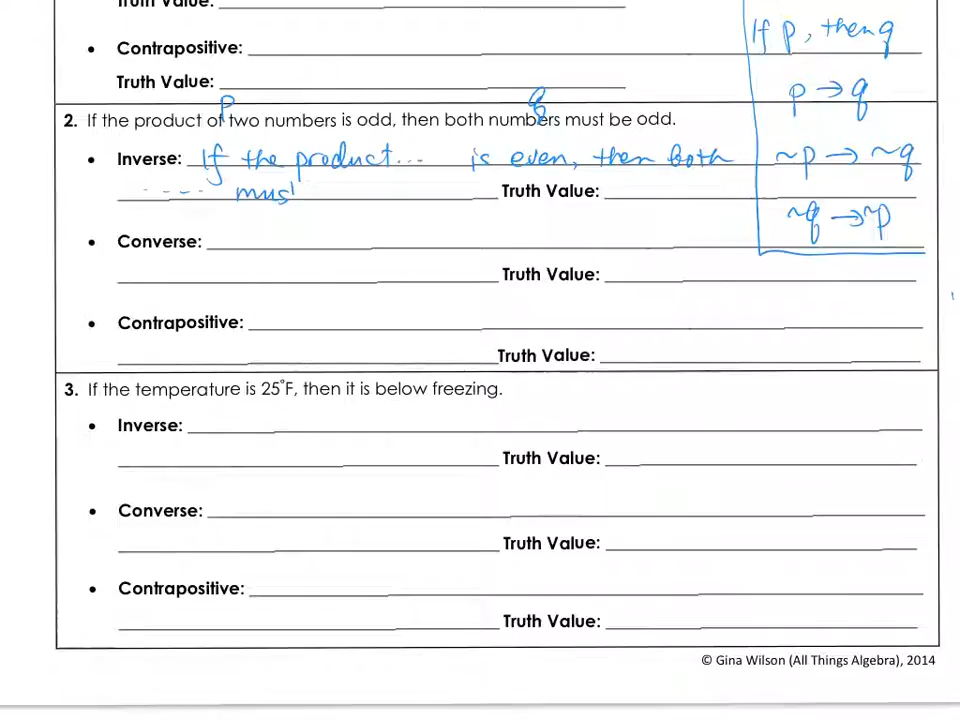 Truth Value:
If p, then q
• Contrapositive:
Truth Value:
p → q
p q
2. If the product of two numbers is odd, then both numbers must be odd.
• Inverse: If the product... is even, then both ~p → ~q
---- mus Truth Value:
~q → ~p
• Converse:
Truth Value:
• Contrapositive:
Truth Value:
3. If the temperature is 25°F, then it is below freezing.
• Inverse:
Truth Value:
• Converse:
Truth Value:
• Contrapositive:
Truth Value:
© Gina Wilson (All Things Algebra), 2014